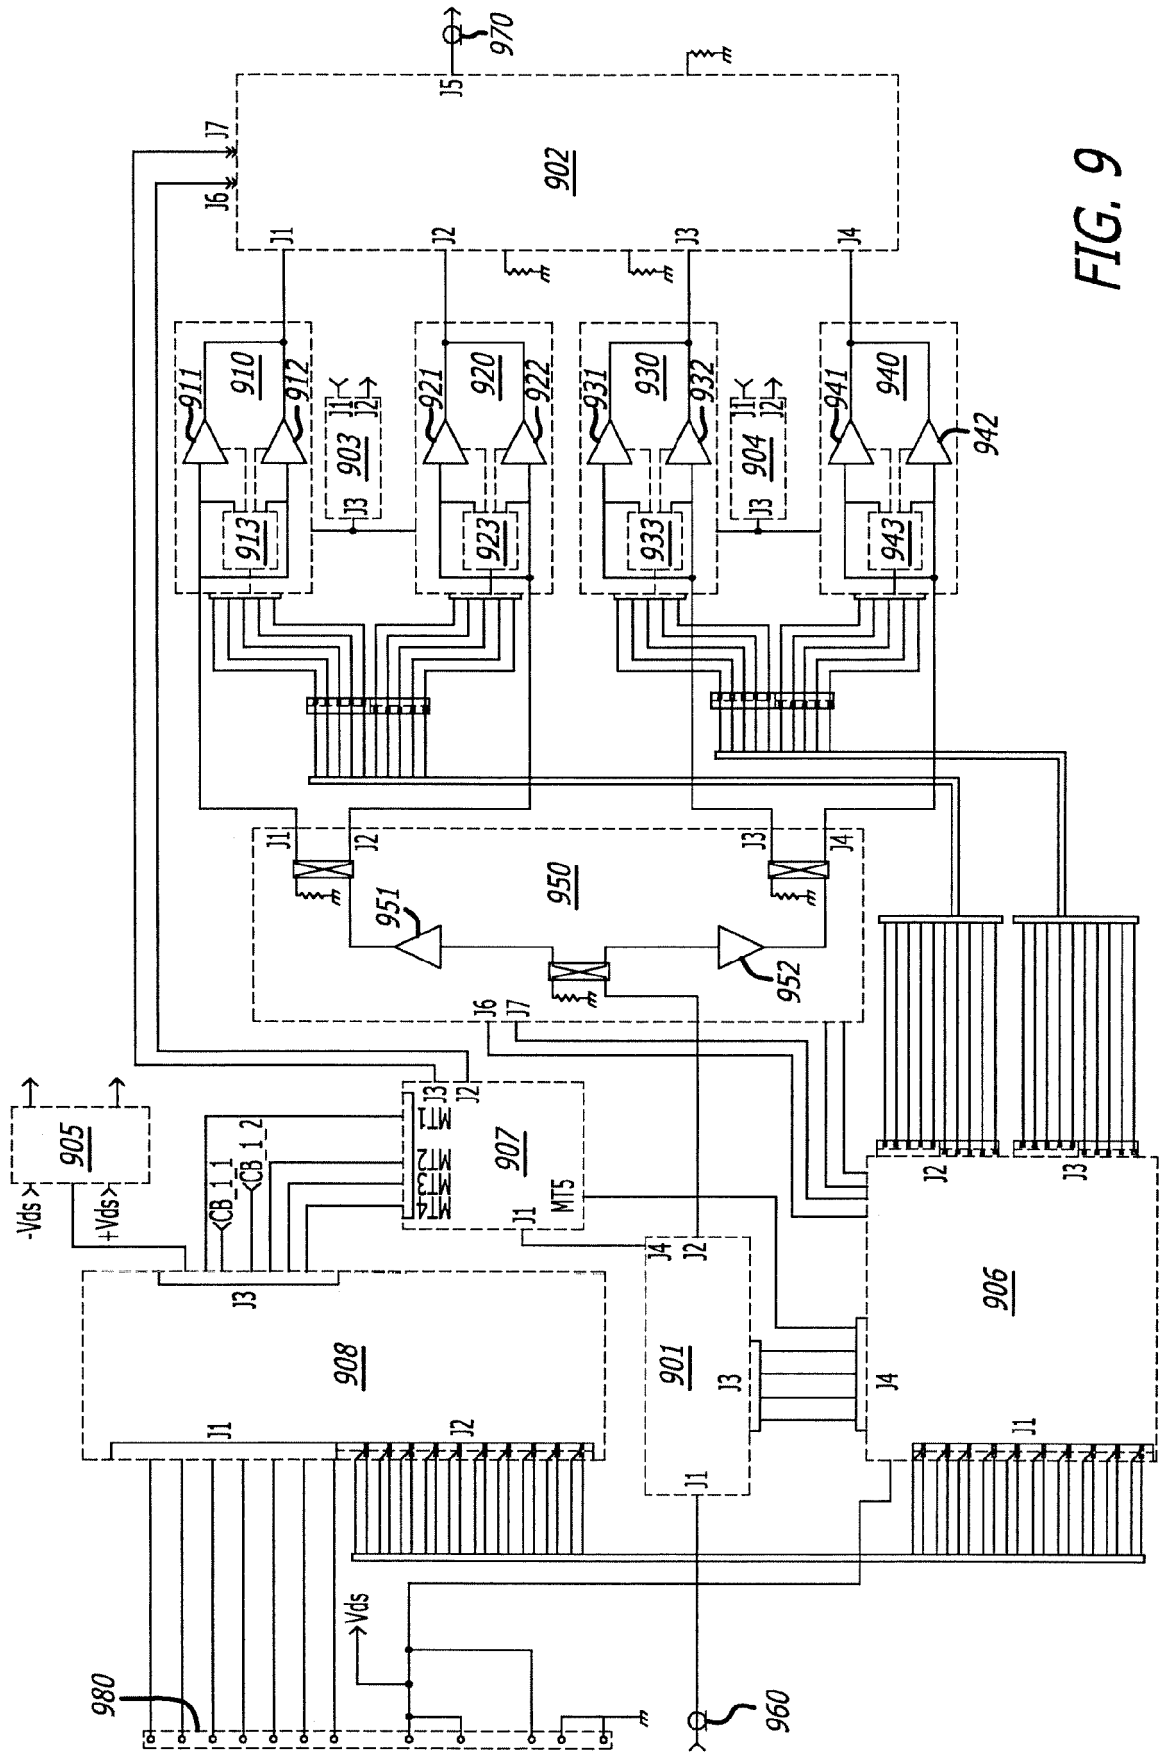 980
Vds
960
J1
908
J2
J3
-Vds
+Vds
905
CB_1_1
CB_1_2
MT4
MT3
MT2
MT1
J3
J2
907
J1
MT5
J4
J2
901
J1
J3
J4
906
J1
J2
J3
J6
J7
950
951
952
J1
J2
J3
J4
913
911
910
912
J3
903
J1
J2
923
921
920
922
933
931
930
932
J3
904
J1
J2
943
941
940
942
J6
J7
J1
J2
J3
J4
902
J5
970
FIG. 9